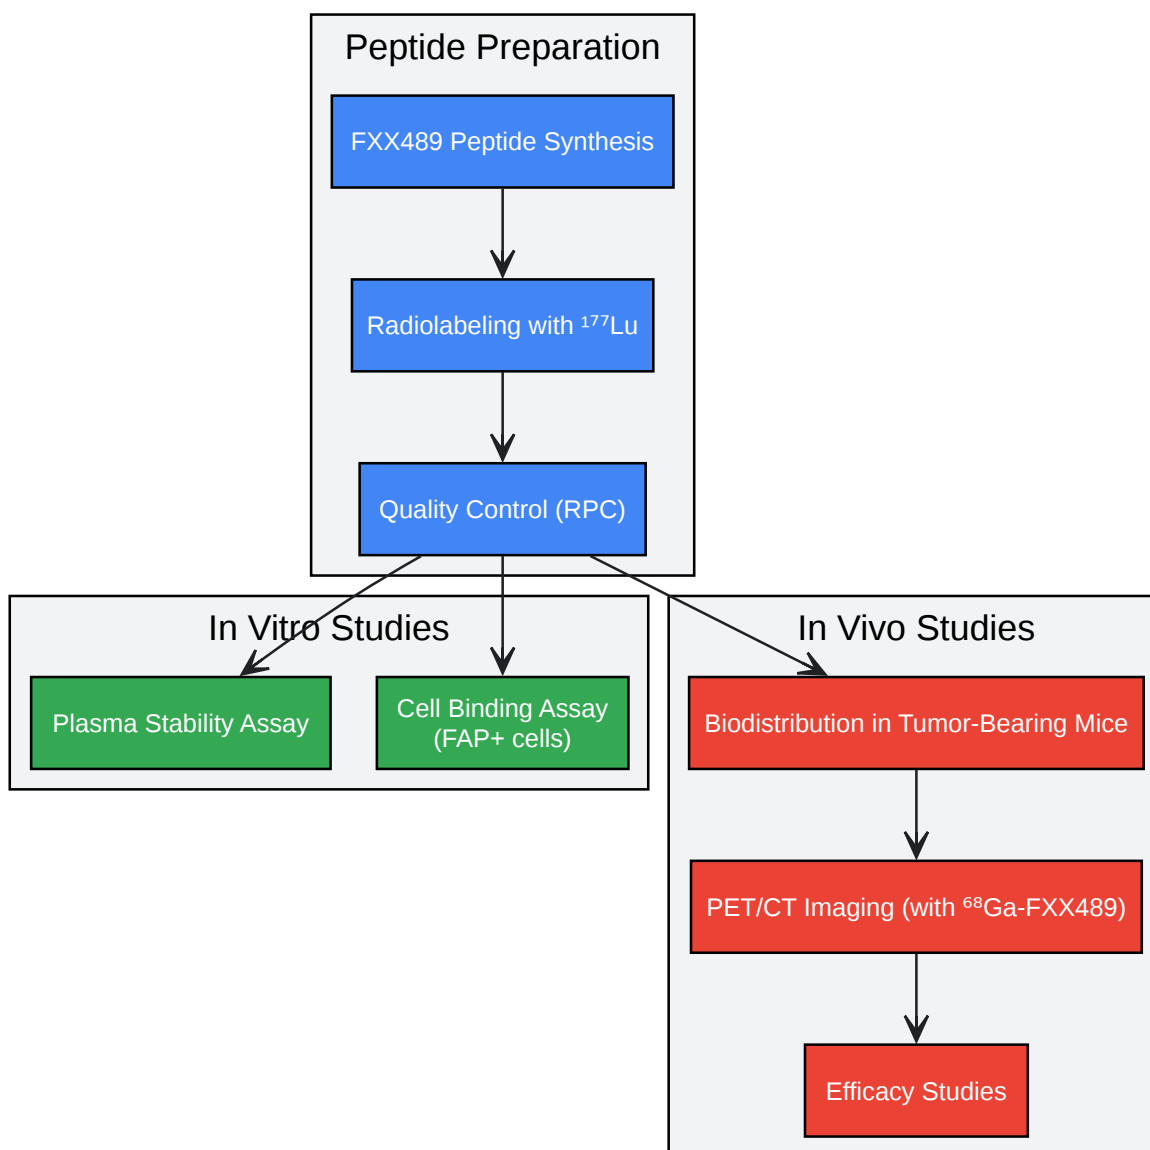 Peptide Preparation
FXX489 Peptide Synthesis
Radiolabeling with ¹⁷⁷Lu
Quality Control (RPC)
In Vitro Studies
Plasma Stability Assay
Cell Binding Assay
(FAP+ cells)
In Vivo Studies
Biodistribution in Tumor-Bearing Mice
PET/CT Imaging (with ⁶⁸Ga-FXX489)
Efficacy Studies